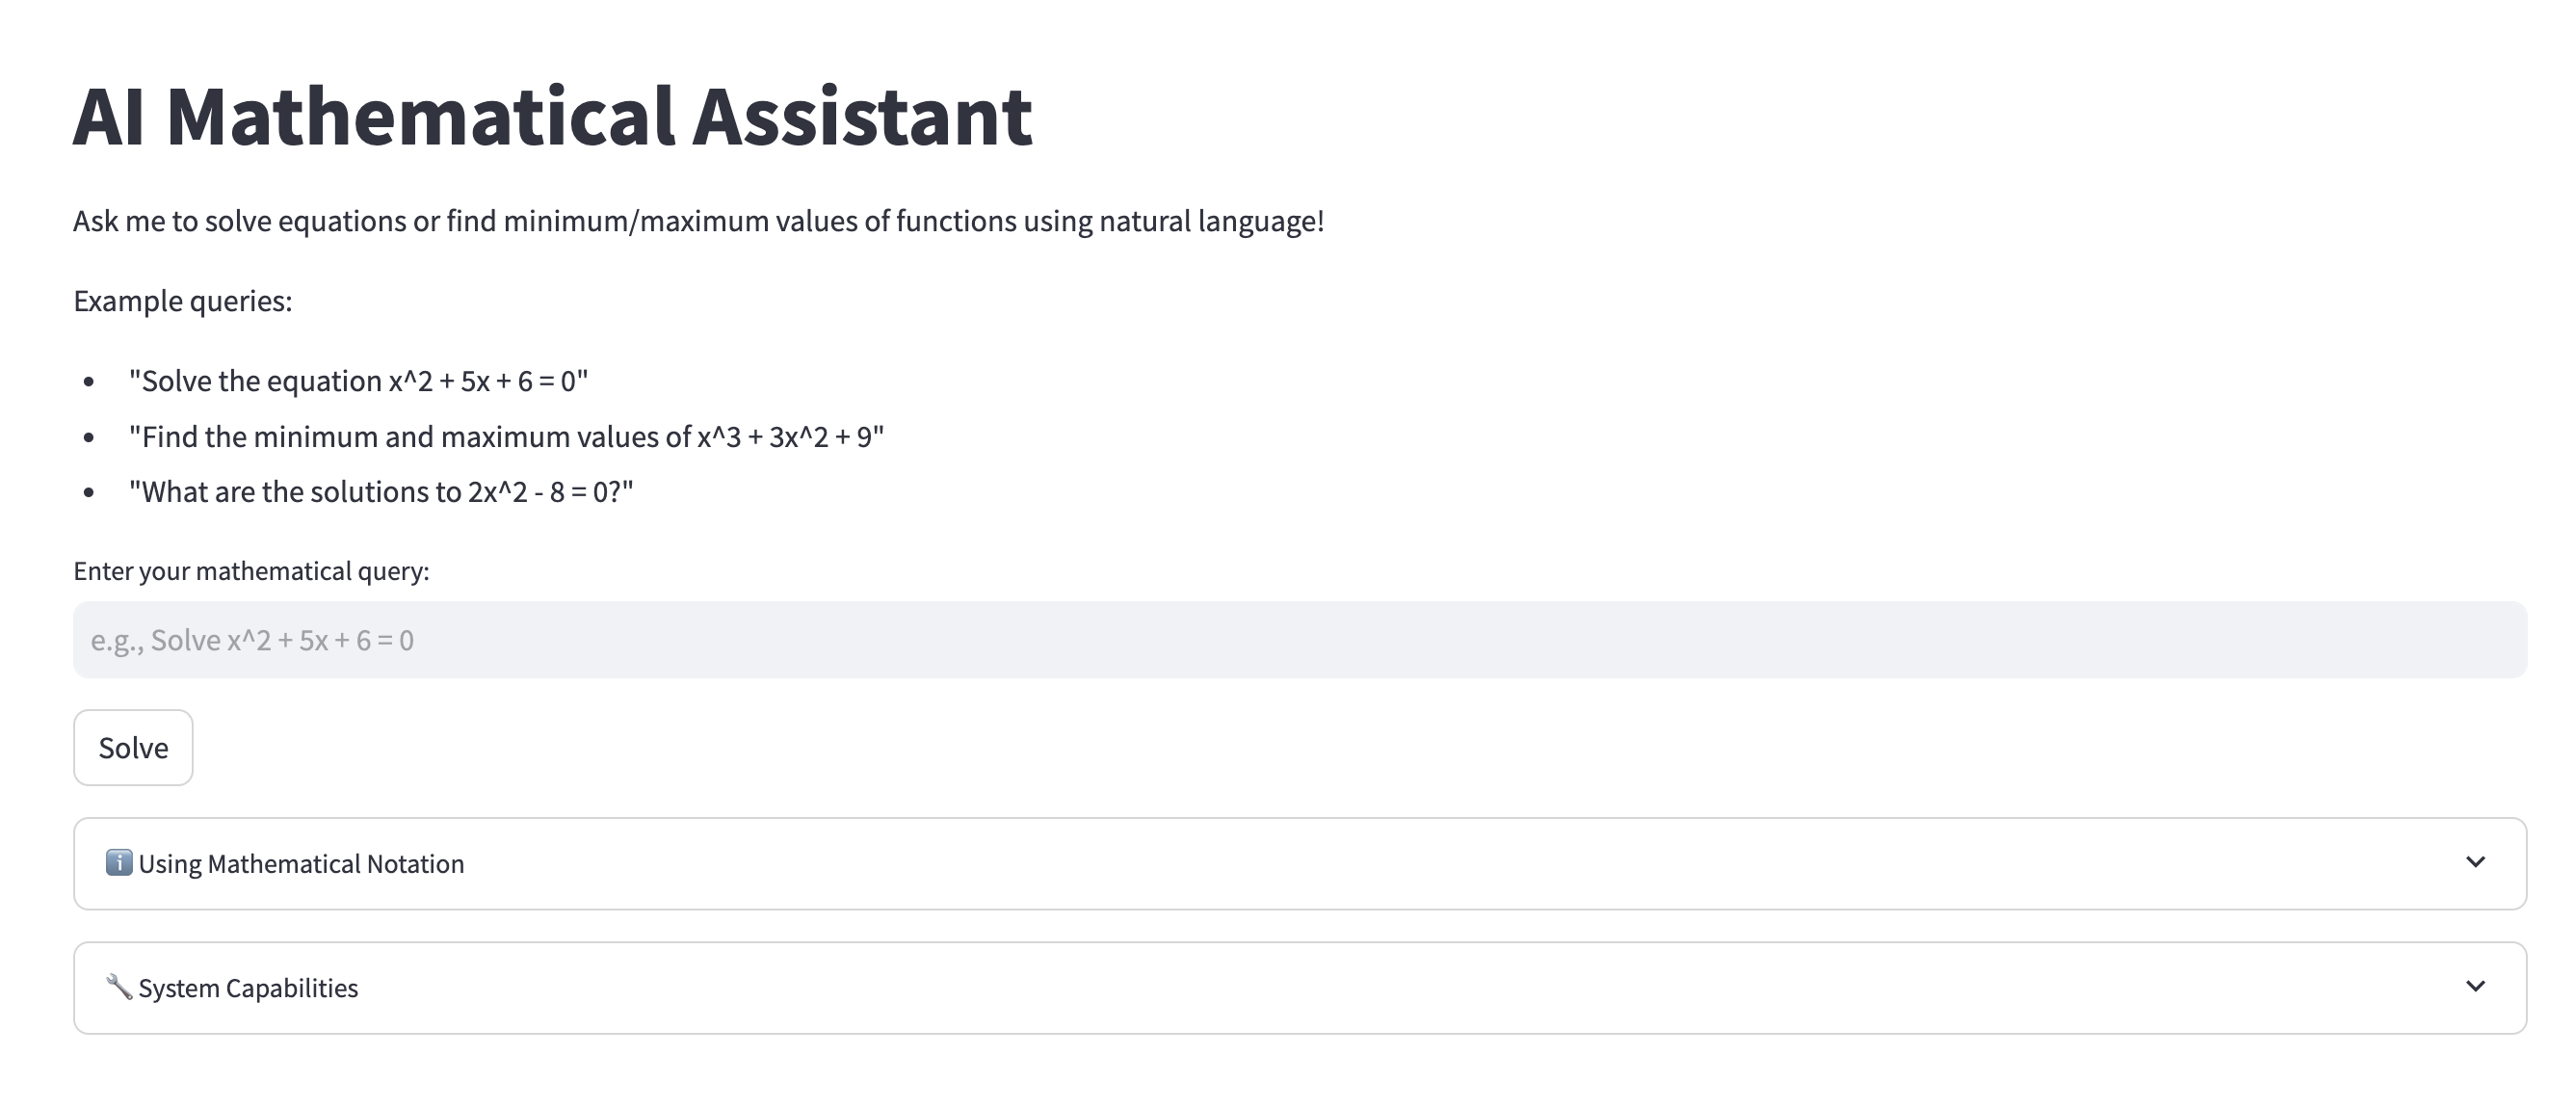 AI Mathematical Assistant
Ask me to solve equations or find minimum/maximum values of functions using natural language!
Example queries:
• "Solve the equation x^2 + 5x + 6 = 0"
• "Find the minimum and maximum values of x^3 + 3x^2 + 9"
• "What are the solutions to 2x^2 - 8 = 0?"
Enter your mathematical query:
e.g., Solve x^2 + 5x + 6 = 0
Solve
ℹ️ Using Mathematical Notation
🔧 System Capabilities